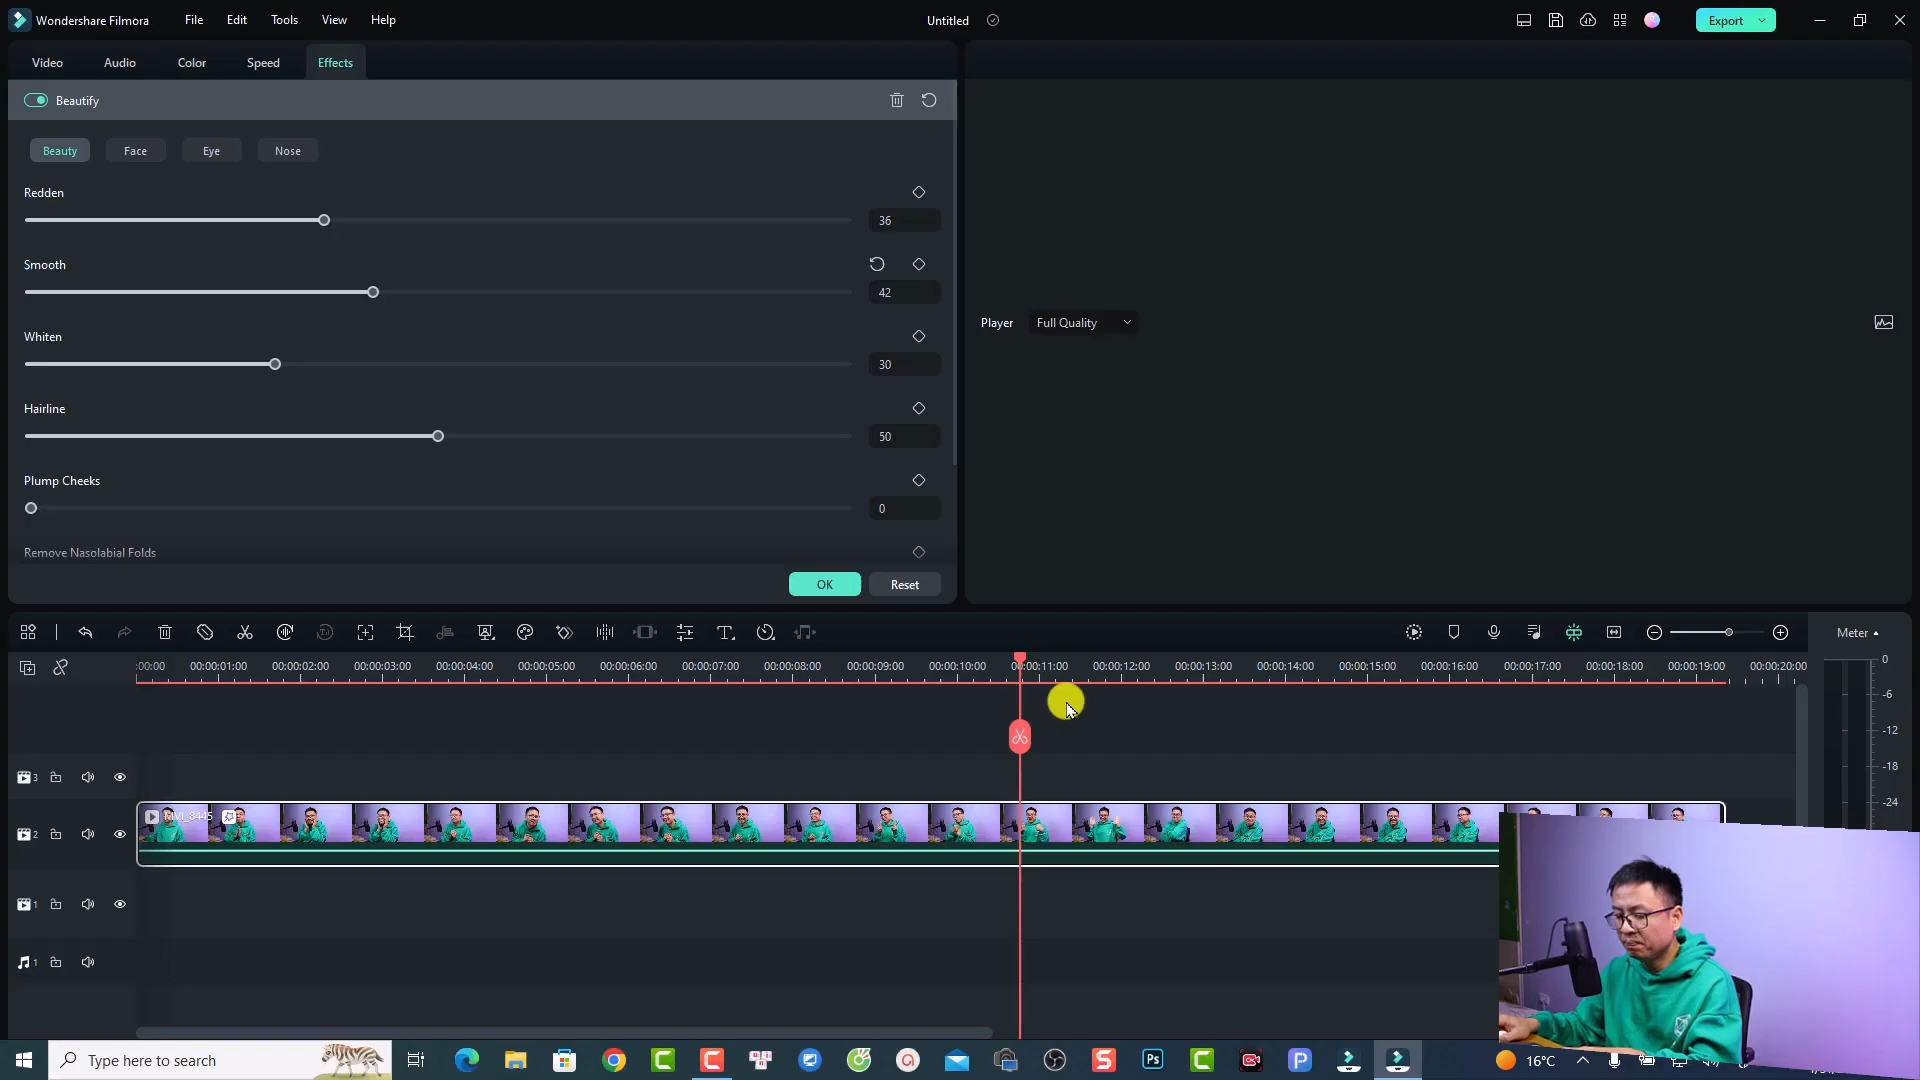 Wondershare Filmora File Edit Tools View Help Untitled Export
Video Audio Color Speed Effects
Beautify
Beauty Face Eye Nose
Redden
36
Smooth
42
Whiten
30
Player Full Quality
Hairline
50
Plump Cheeks
0
Remove Nasolabial Folds
OK Reset
Meter
:00:00 00:00:01:00 00:00:02:00 00:00:03:00 00:00:04:00 00:00:05:00 00:00:06:00 00:00:07:00 00:00:08:00 00:00:09:00 00:00:10:00 00:00:11:00 00:00:12:00 00:00:13:00 00:00:14:00 00:00:15:00 00:00:16:00 00:00:17:00 00:00:18:00 00:00:19:00 00:00:20:00
0
-6
-12
-18
-24
3
MVI_8445
2
1
1
Type here to search
16°C